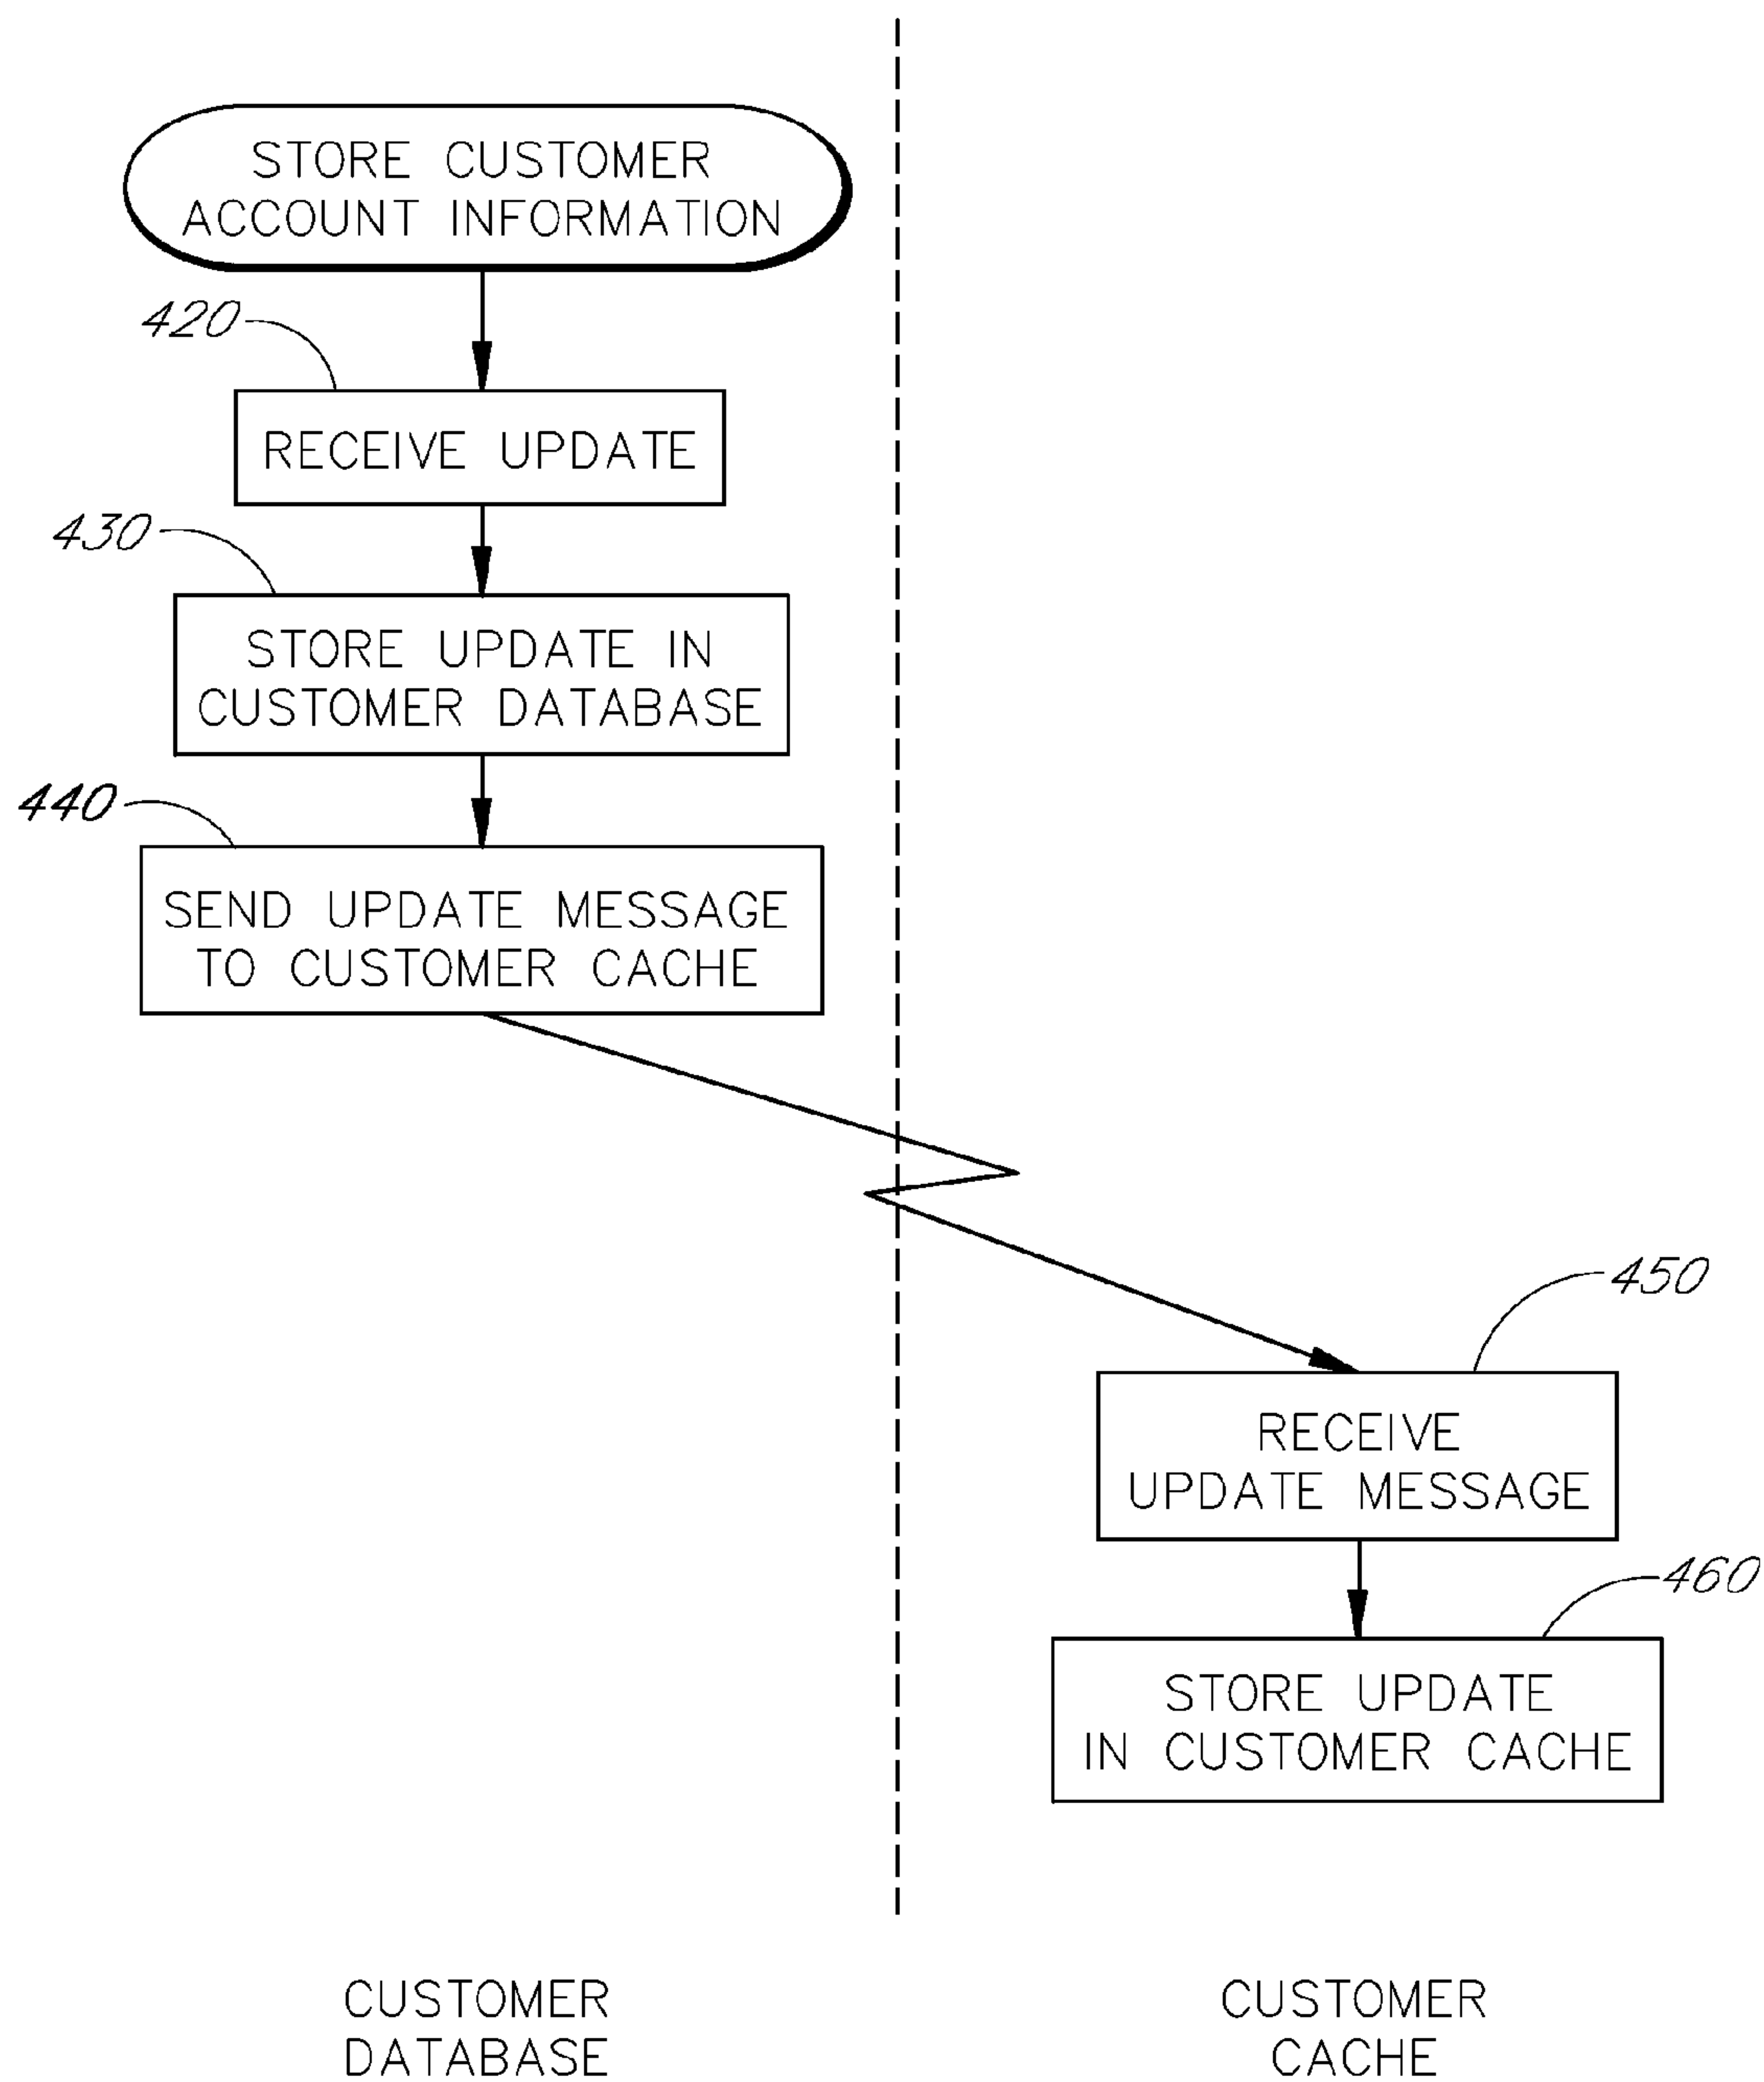 STORE CUSTOMER
ACCOUNT INFORMATION
420
RECEIVE UPDATE
430
STORE UPDATE IN
CUSTOMER DATABASE
440
SEND UPDATE MESSAGE
TO CUSTOMER CACHE
450
RECEIVE
UPDATE MESSAGE
460
STORE UPDATE
IN CUSTOMER CACHE
CUSTOMER
DATABASE
CUSTOMER
CACHE